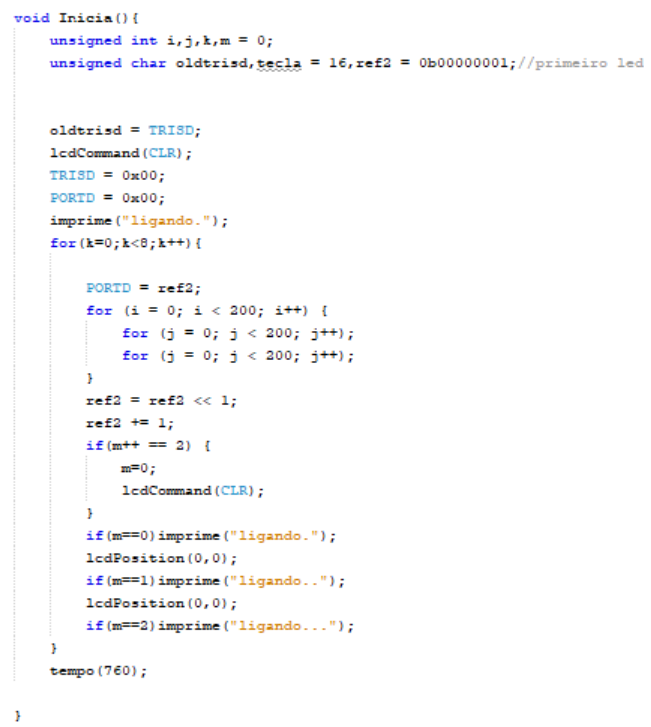 void Inicia(){
unsigned int i,j,k,m = 0;
unsigned char oldtrisd,tecla = 16,ref2 = 0b00000001;//primeiro led
oldtrisd = TRISD;
lcdCommand(CLR);
TRISD = 0x00;
PORTD = 0x00;
imprime("ligando.");
for(k=0;k<8;k++){
PORTD = ref2;
for (i = 0; i < 200; i++) {
for (j = 0; j < 200; j++);
for (j = 0; j < 200; j++);
}
ref2 = ref2 << 1;
ref2 += 1;
if(m++ == 2) {
m=0;
lcdCommand(CLR);
}
if(m==0)imprime("ligando.");
lcdPosition(0,0);
if(m==1)imprime("ligando..");
lcdPosition(0,0);
if(m==2)imprime("ligando...");
}
tempo(760);
}